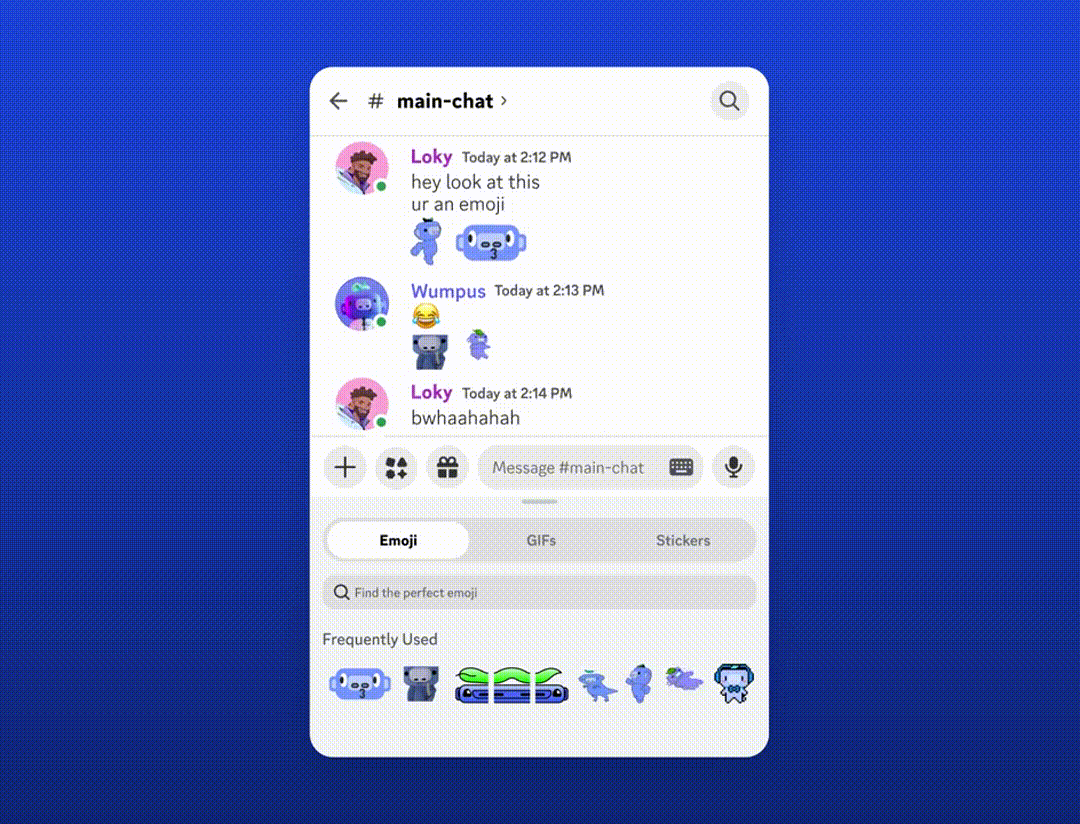 # main-chat ›
Loky Today at 2:12 PM
hey look at this
ur an emoji
3
Wumpus Today at 2:13 PM
Loky Today at 2:14 PM
bwhaahahah
Message #main-chat
Emoji GIFs Stickers
Find the perfect emoji
Frequently Used
3